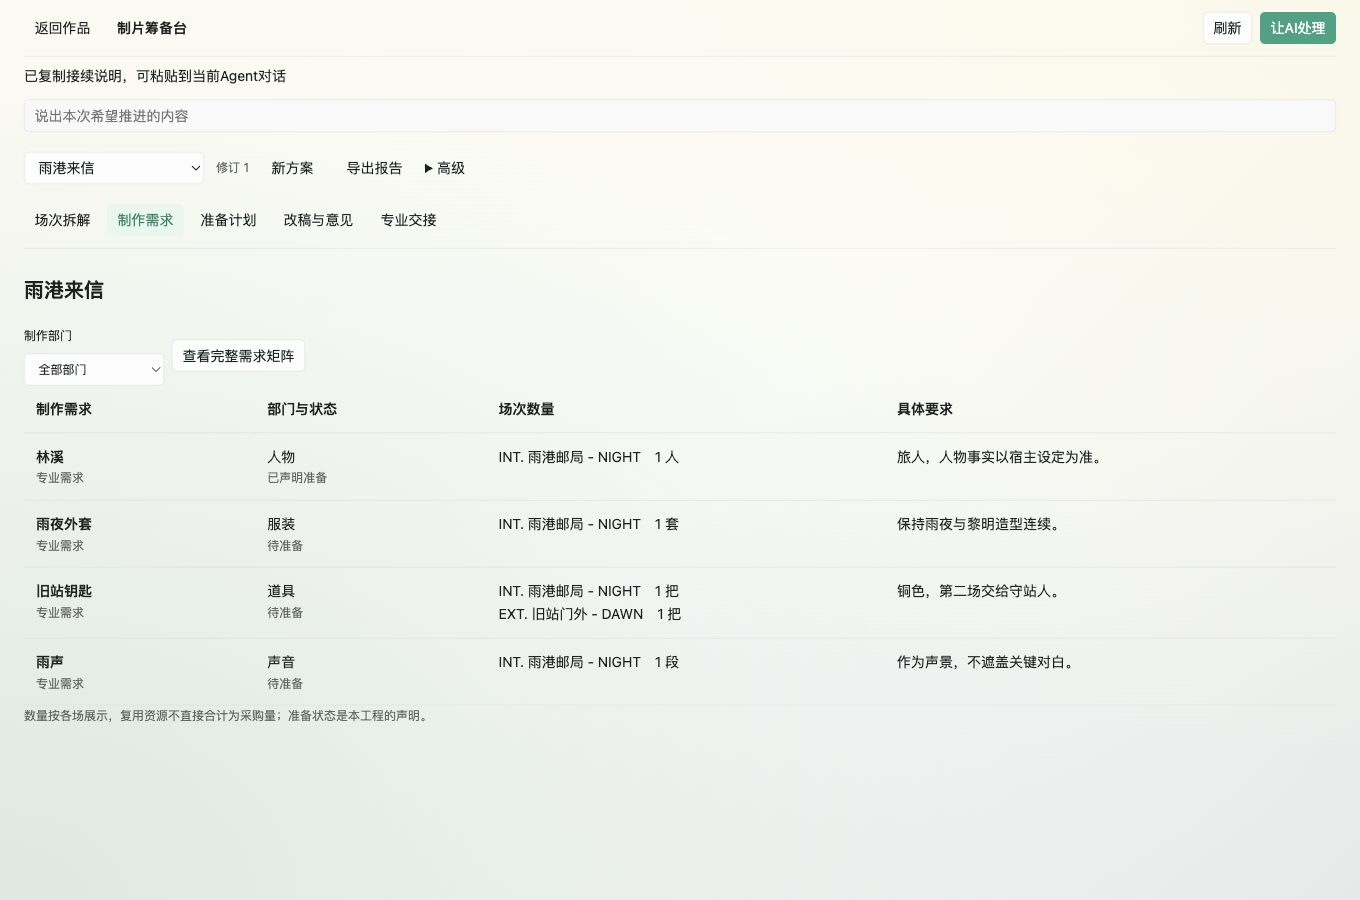 返回作品 制片筹备台 刷新 让AI处理
已复制接续说明，可粘贴到当前Agent对话
说出本次希望推进的内容
雨港来信 修订 1 新方案 导出报告 ▶ 高级
场次拆解 制作需求 准备计划 改稿与意见 专业交接
雨港来信
制作部门
全部部门 查看完整需求矩阵
制作需求 部门与状态 场次数量 具体要求
林溪 人物 INT. 雨港邮局 - NIGHT 1 人 旅人，人物事实以宿主设定为准。
专业需求 已声明准备
雨夜外套 服装 INT. 雨港邮局 - NIGHT 1 套 保持雨夜与黎明造型连续。
专业需求 待准备
旧站钥匙 道具 INT. 雨港邮局 - NIGHT 1 把 铜色，第二场交给守站人。
专业需求 待准备 EXT. 旧站门外 - DAWN 1 把
雨声 声音 INT. 雨港邮局 - NIGHT 1 段 作为声景，不遮盖关键对白。
专业需求 待准备
数量按各场展示，复用资源不直接合计为采购量；准备状态是本工程的声明。